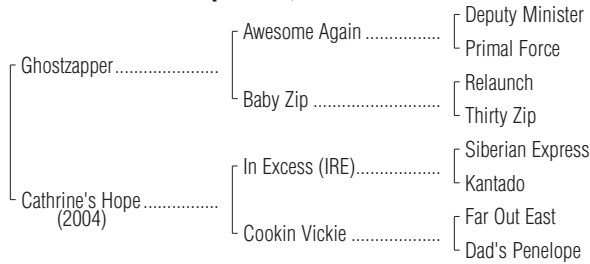 Deputy Minister
Awesome Again ..................
Primal Force
Ghostzapper........................
Relaunch
Baby Zip ..............................
Thirty Zip
Siberian Express
In Excess (IRE)....................
Kantado
Cathrine's Hope .................
(2004)
Far Out East
Cookin Vickie .....................
Dad's Penelope